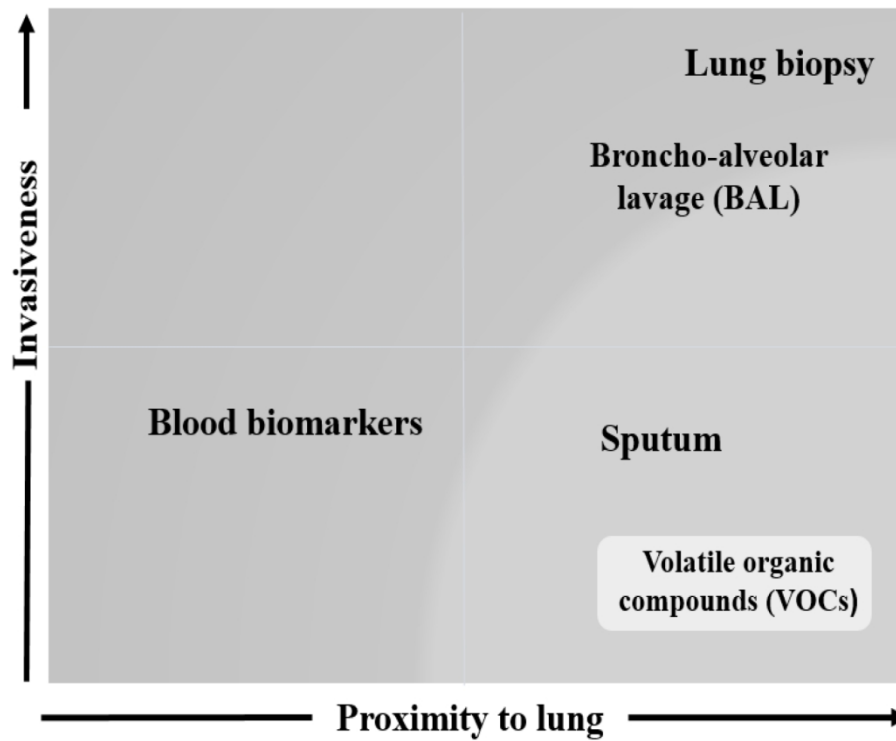 Lung biopsy
Broncho-alveolar
lavage (BAL)
Invasiveness
Blood biomarkers
Sputum
Volatile organic
compounds (VOCs)
Proximity to lung